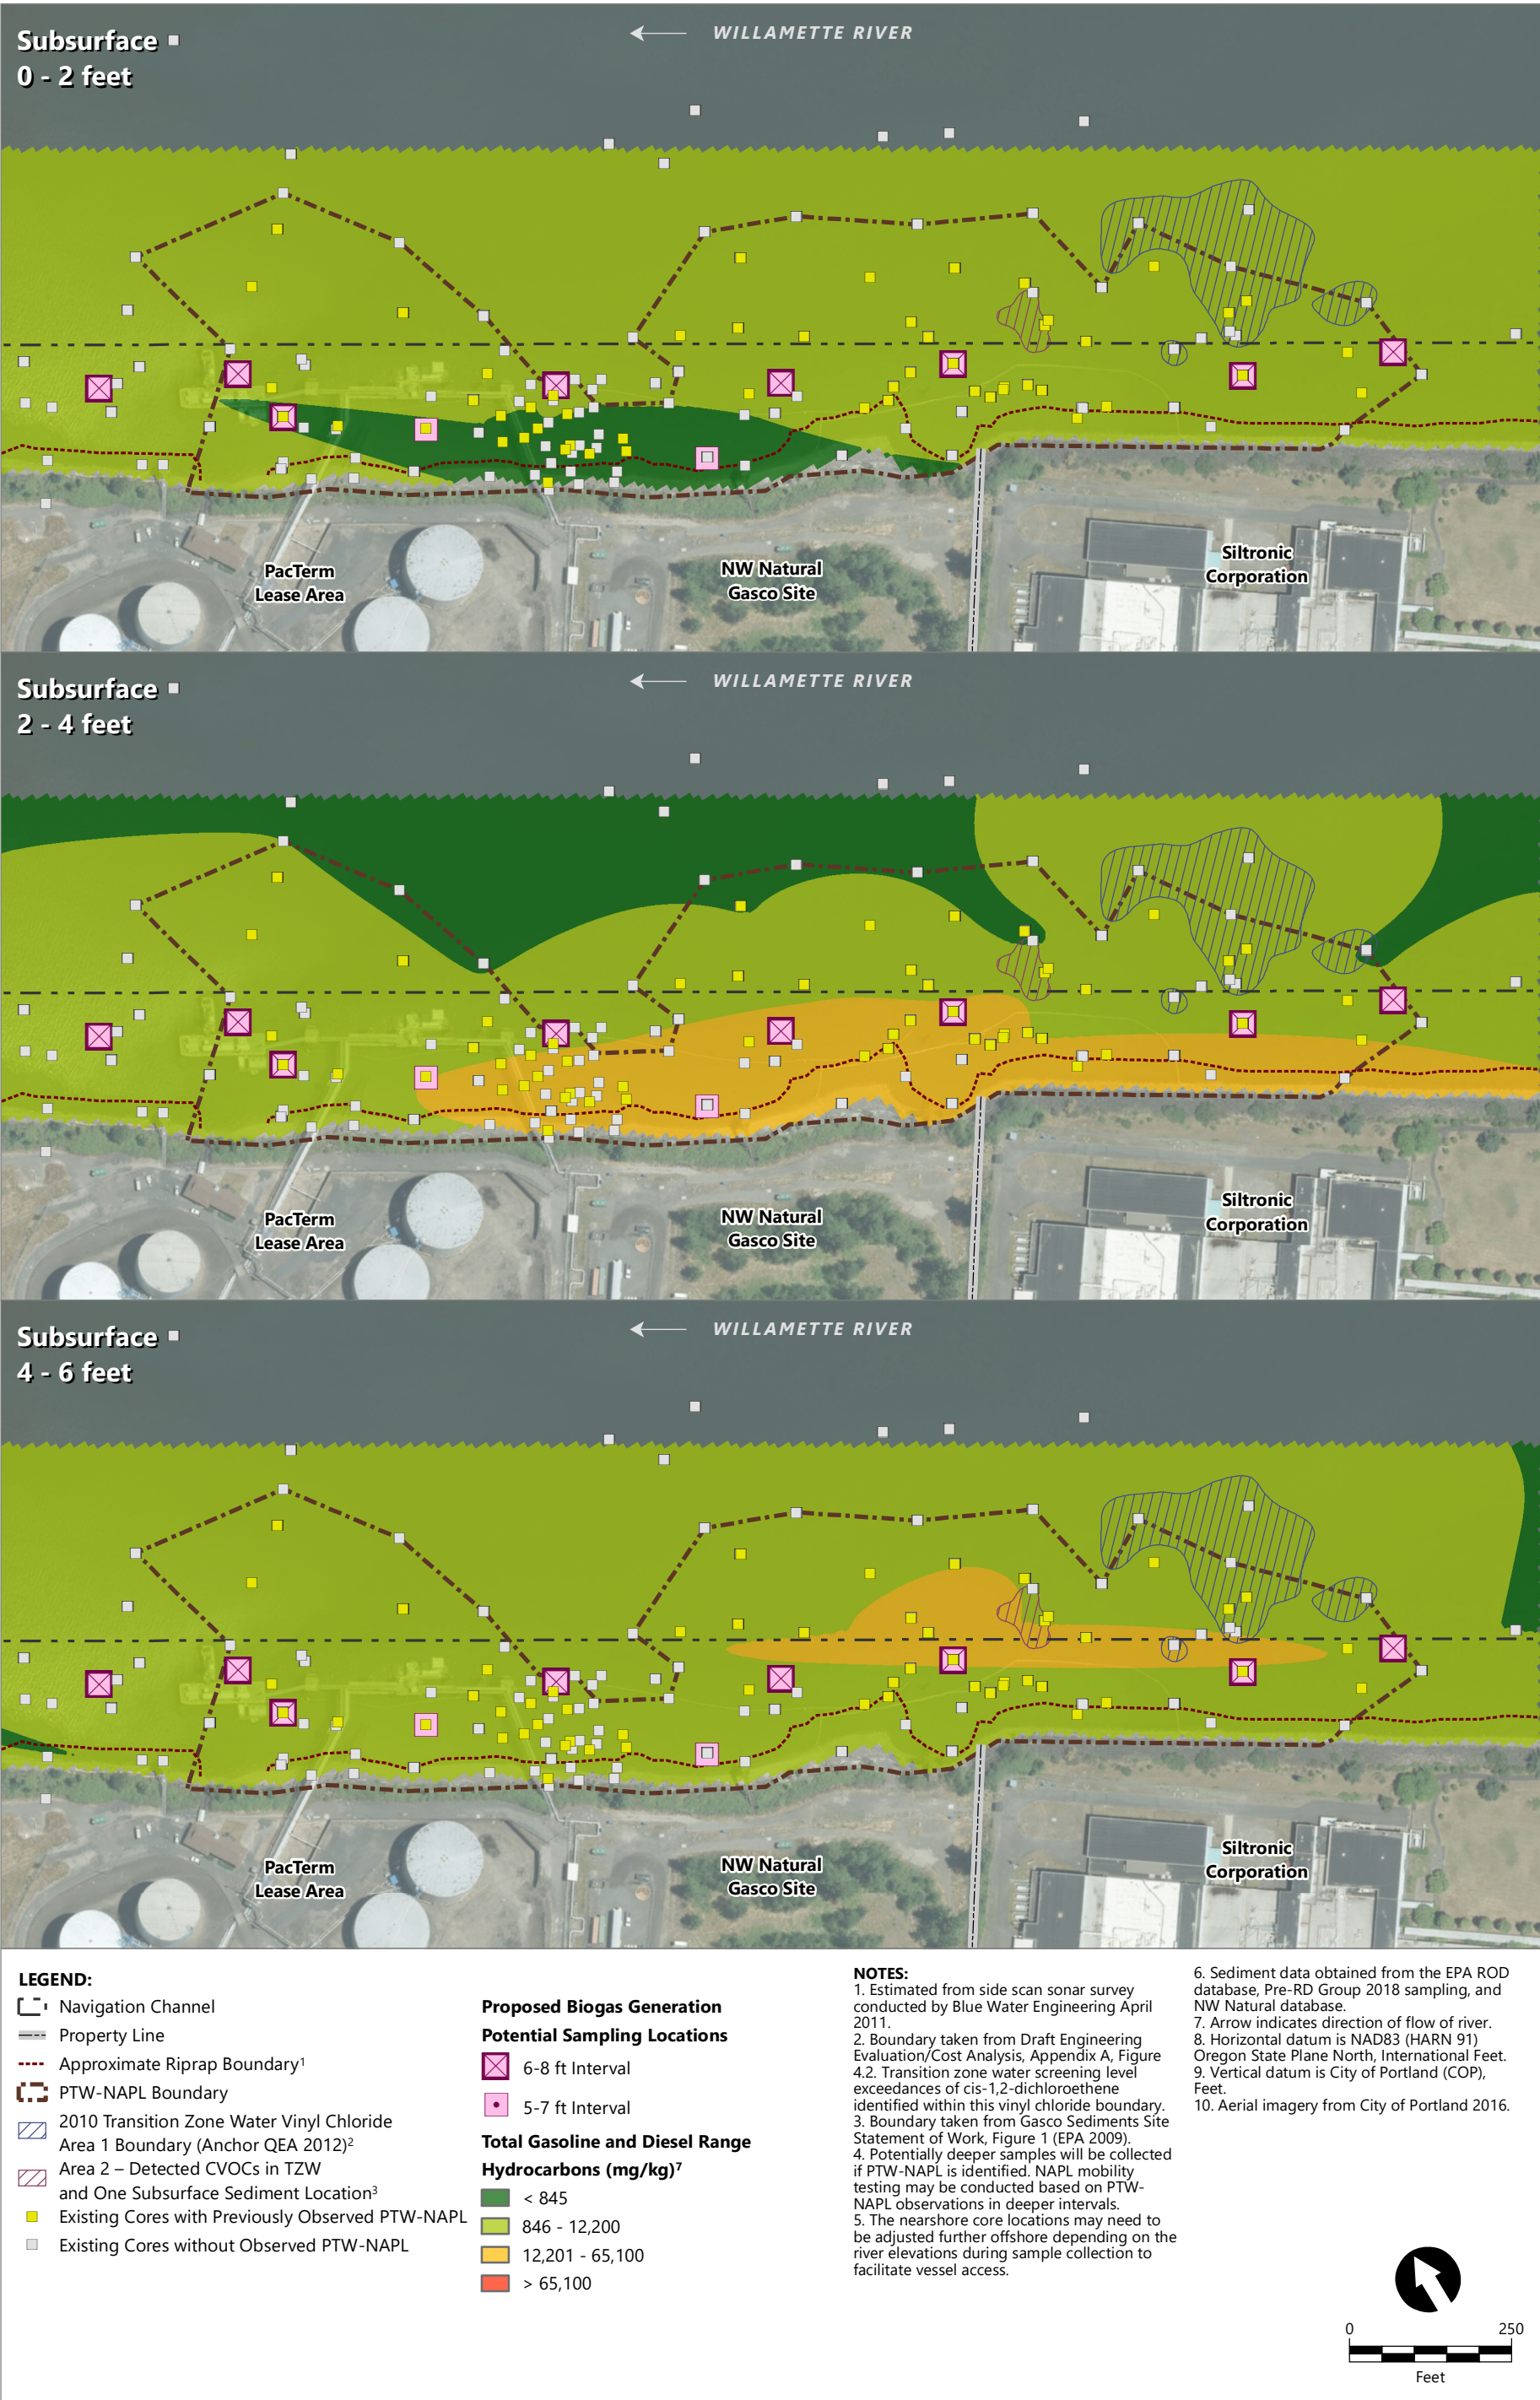 Subsurface
0 - 2 feet
WILLAMETTE RIVER
PacTerm
Lease Area
NW Natural
Gasco Site
Siltronic
Corporation
Subsurface
2 - 4 feet
WILLAMETTE RIVER
PacTerm
Lease Area
NW Natural
Gasco Site
Siltronic
Corporation
Subsurface
4 - 6 feet
WILLAMETTE RIVER
PacTerm
Lease Area
NW Natural
Gasco Site
Siltronic
Corporation
LEGEND:
Navigation Channel
Property Line
Approximate Riprap Boundary¹
PTW-NAPL Boundary
2010 Transition Zone Water Vinyl Chloride
Area 1 Boundary (Anchor QEA 2012)²
Area 2 – Detected CVOCs in TZW
and One Subsurface Sediment Location³
Existing Cores with Previously Observed PTW-NAPL
Existing Cores without Observed PTW-NAPL
Proposed Biogas Generation
Potential Sampling Locations
6-8 ft Interval
5-7 ft Interval
Total Gasoline and Diesel Range
Hydrocarbons (mg/kg)⁷
< 845
846 - 12,200
12,201 - 65,100
> 65,100
NOTES:
1. Estimated from side scan sonar survey
conducted by Blue Water Engineering April
2011.
2. Boundary taken from Draft Engineering
Evaluation/Cost Analysis, Appendix A, Figure
4.2. Transition zone water screening level
exceedances of cis-1,2-dichloroethene
identified within this vinyl chloride boundary.
3. Boundary taken from Gasco Sediments Site
Statement of Work, Figure 1 (EPA 2009).
4. Potentially deeper samples will be collected
if PTW-NAPL is identified. NAPL mobility
testing may be conducted based on PTW-
NAPL observations in deeper intervals.
5. The nearshore core locations may need to
be adjusted further offshore depending on the
river elevations during sample collection to
facilitate vessel access.
6. Sediment data obtained from the EPA ROD
database, Pre-RD Group 2018 sampling, and
NW Natural database.
7. Arrow indicates direction of flow of river.
8. Horizontal datum is NAD83 (HARN 91)
Oregon State Plane North, International Feet.
9. Vertical datum is City of Portland (COP),
Feet.
10. Aerial imagery from City of Portland 2016.
0 250
Feet